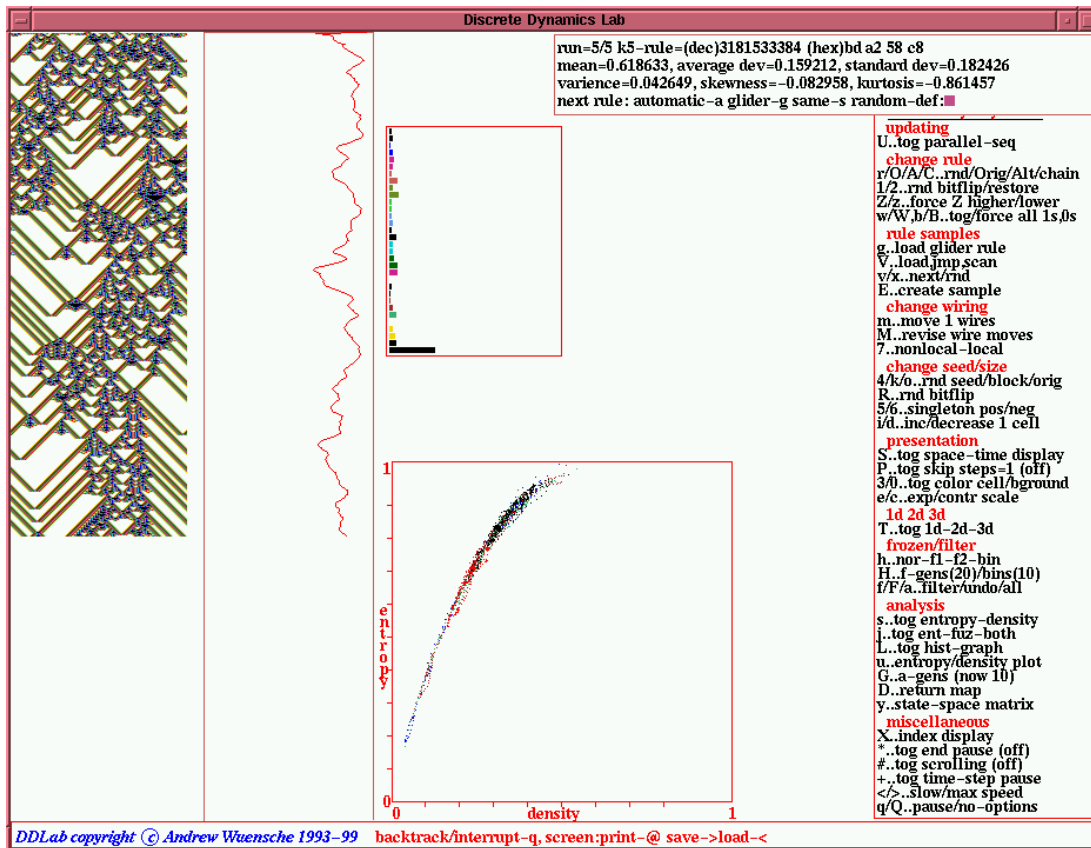 Discrete Dynamics Lab
run=5/5 k5-rule=(dec)3181533384 (hex)bd a2 58 c8
mean=0.618633, average dev=0.159212, standard dev=0.182426
varience=0.042649, skewness=-0.082958, kurtosis=-0.861457
next rule: automatic-a glider-g same-s random-def:
updating
U..tog parallel-seq
change rule
r/O/A/C..rnd/Orig/Alt/chain
1/2..rnd bitflip/restore
Z/z..force Z higher/lower
w/W,b/B..tog/force all 1s,0s
rule samples
g..load glider rule
V..load,jmp,scan
v/x..next/rnd
E..create sample
change wiring
m..move 1 wires
M..revise wire moves
7..nonlocal-local
change seed/size
4/k/o..rnd seed/block/orig
R..rnd bitflip
5/6..singleton pos/neg
i/d..inc/decrease 1 cell
presentation
S..tog space-time display
P..tog skip steps=1 (off)
3/0..tog color cell/bground
e/c..exp/contr scale
1d 2d 3d
T..tog 1d-2d-3d
frozen/filter
h..nor-f1-f2-bin
H..f-gens(20)/bins(10)
f/F/a..filter/undo/all
analysis
s..tog entropy-density
j..tog ent-fuz-both
L..tog hist-graph
u..entropy/density plot
G..a-gens (now 10)
D..return map
y..state-space matrix
miscellaneous
X..index display
*..tog end pause (off)
#..tog scrolling (off)
+..tog time-step pause
</>..slow/max speed
q/Q..pause/no-options
1
entropy
0
0 density 1
DDLab copyright © Andrew Wuensche 1993-99 backtrack/interrupt-q, screen:print-@ save->load-<